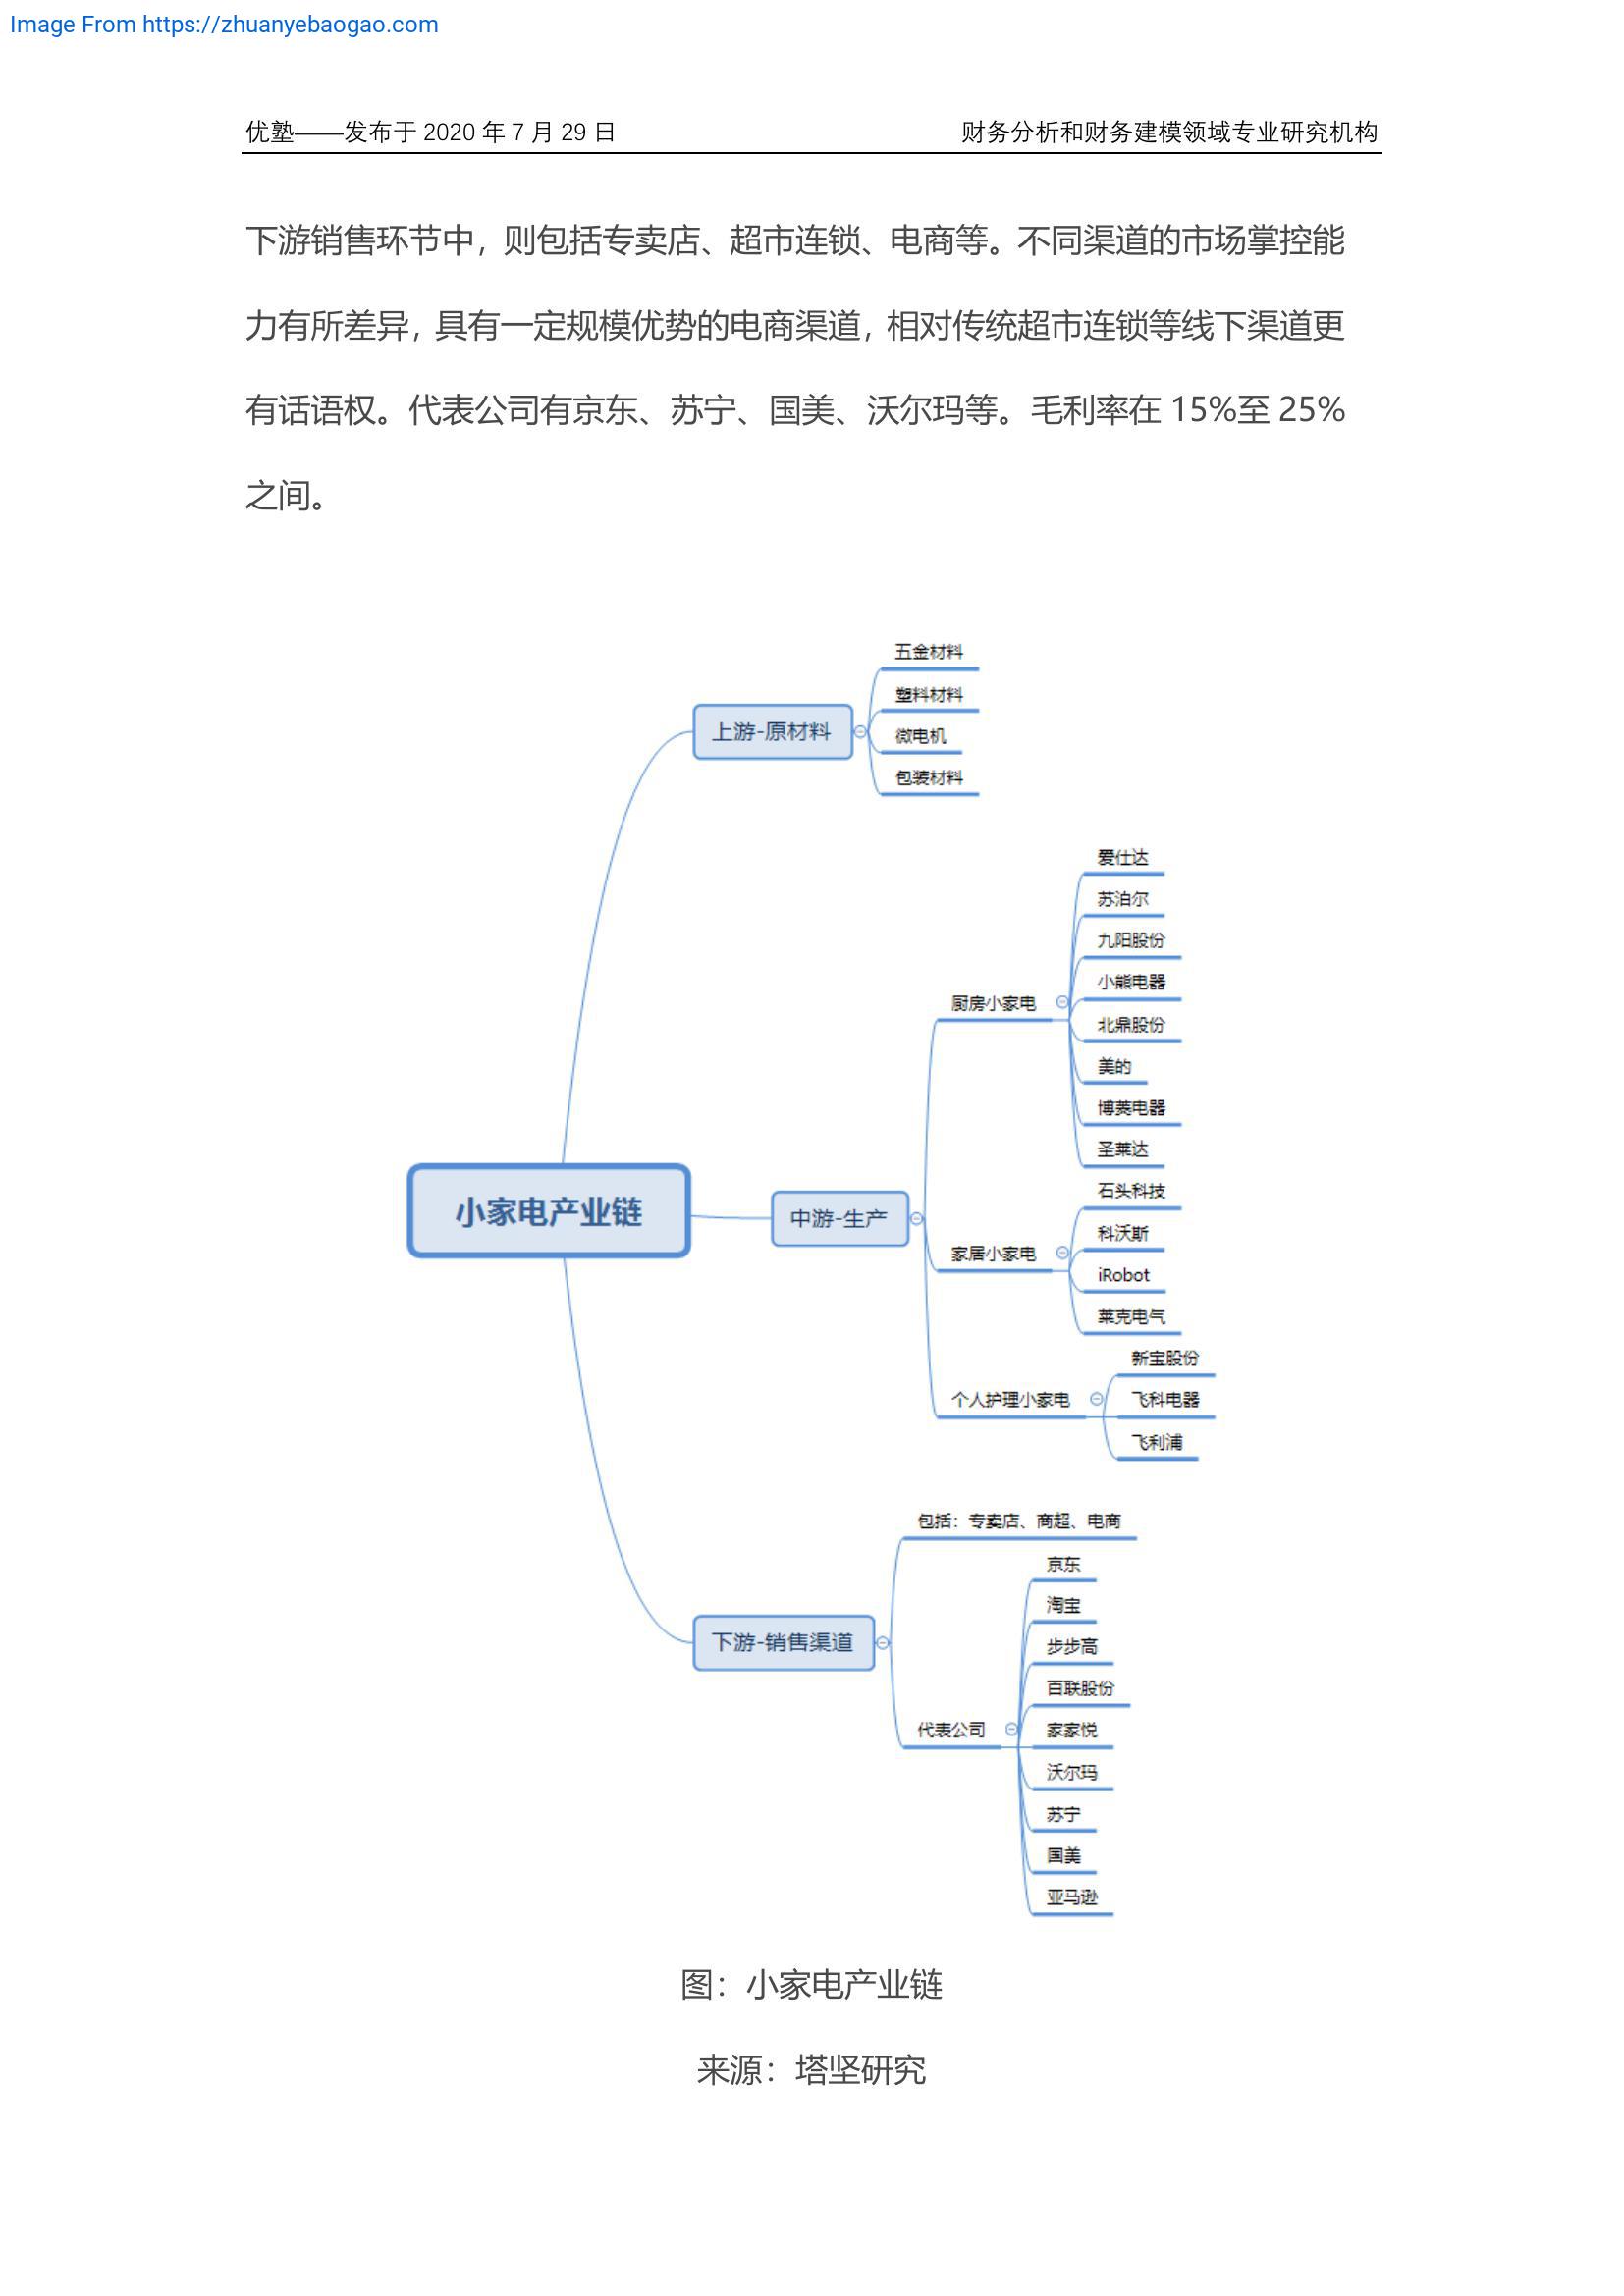 Image From https://zhuanyebaogao.com
优塾——发布于 2020 年 7 月 29 日
财务分析和财务建模领域专业研究机构
下游销售环节中，则包括专卖店、超市连锁、电商等。不同渠道的市场掌控能
力有所差异，具有一定规模优势的电商渠道，相对传统超市连锁等线下渠道更
有话语权。代表公司有京东、苏宁、国美、沃尔玛等。毛利率在 15%至 25%
之间。
小家电产业链
上游-原材料
五金材料
塑料材料
微电机
包装材料
中游-生产
厨房小家电
爱仕达
苏泊尔
九阳股份
小熊电器
北鼎股份
美的
博菱电器
圣莱达
家居小家电
石头科技
科沃斯
iRobot
莱克电气
个人护理小家电
新宝股份
飞科电器
飞利浦
下游-销售渠道
包括：专卖店、商超、电商
代表公司
京东
淘宝
步步高
百联股份
家家悦
沃尔玛
苏宁
国美
亚马逊
图：小家电产业链
来源：塔坚研究